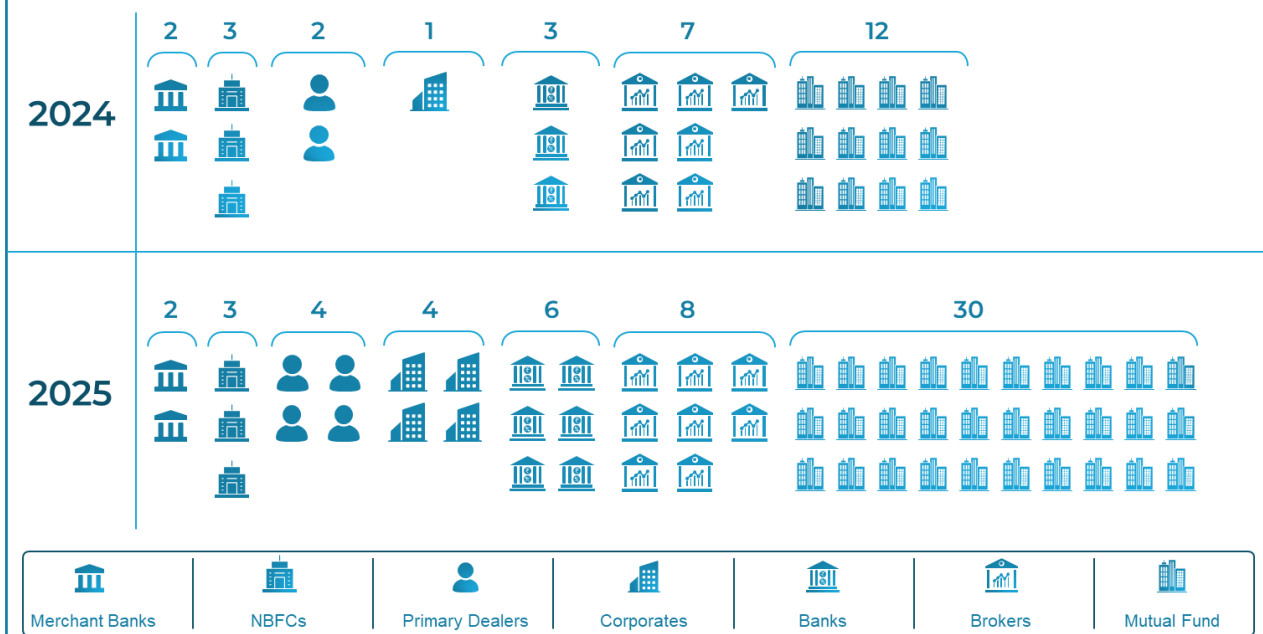 2 3 2 1 3 7 12
2024
2 3 4 4 6 8 30
2025
Merchant Banks NBFCs Primary Dealers Corporates Banks Brokers Mutual Fund